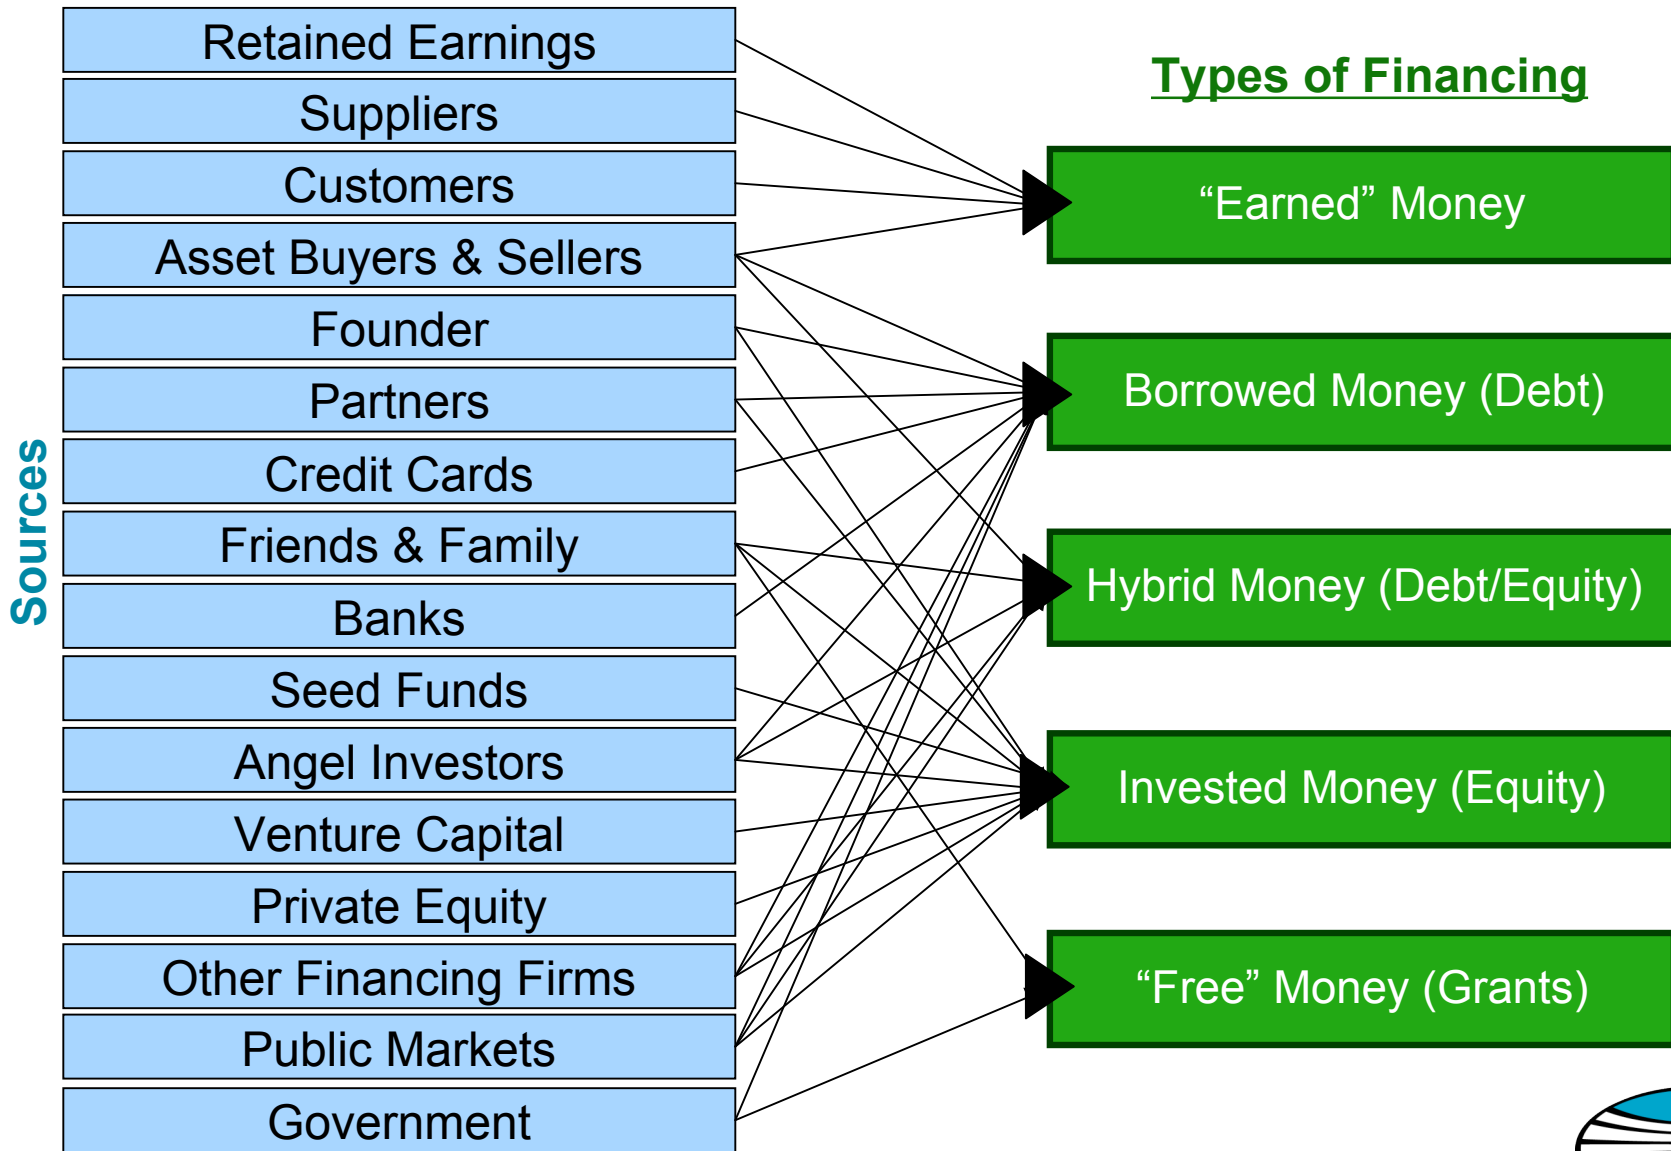 Sources
Retained Earnings
Suppliers
Customers
Asset Buyers & Sellers
Founder
Partners
Credit Cards
Friends & Family
Banks
Seed Funds
Angel Investors
Venture Capital
Private Equity
Other Financing Firms
Public Markets
Government
Types of Financing
“Earned” Money
Borrowed Money (Debt)
Hybrid Money (Debt/Equity)
Invested Money (Equity)
“Free” Money (Grants)